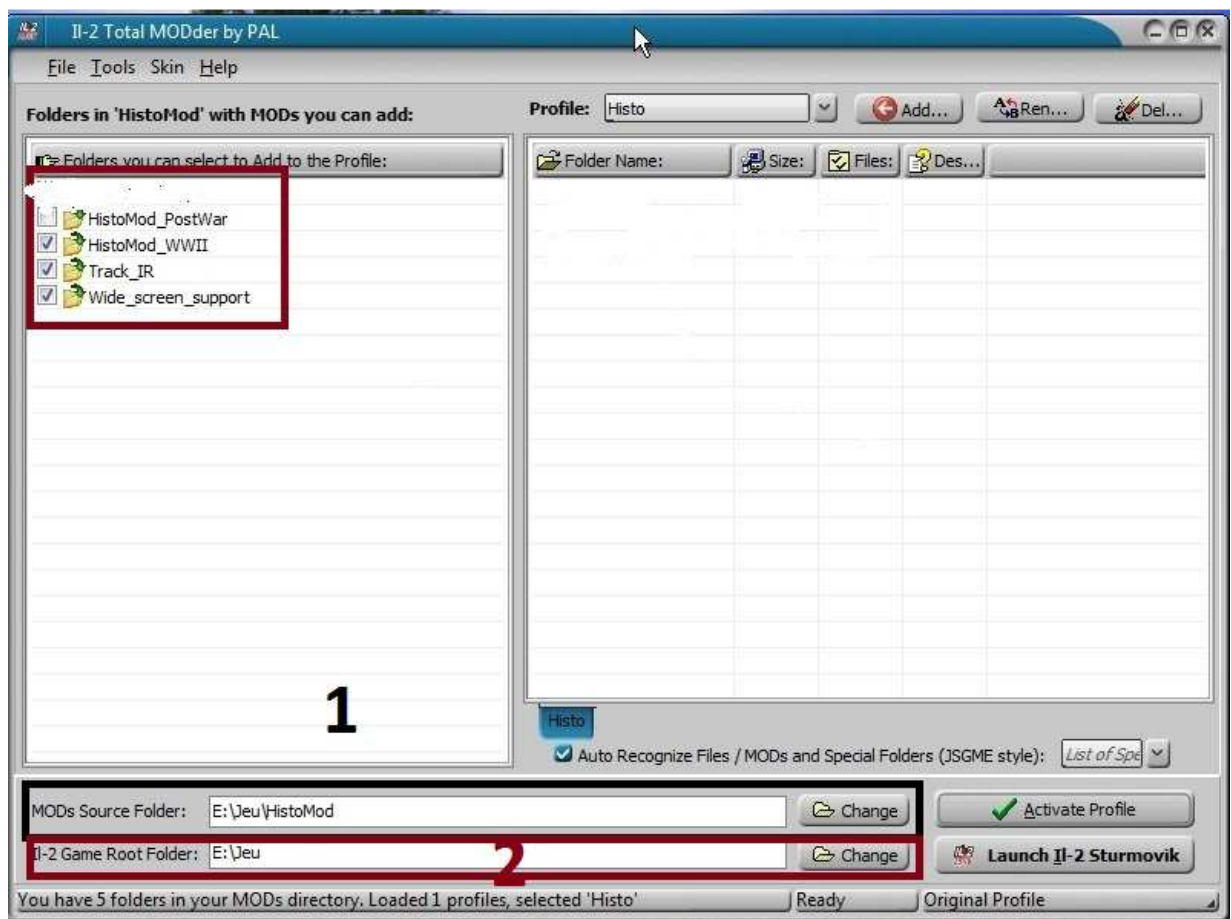 Il-2 Total MODder by PAL
File Tools Skin Help
Folders in 'HistoMod' with MODs you can add:
Profile: Histo Add... Ren... Del...
Folders you can select to Add to the Profile:
Folder Name: Size: Files: Des...
HistoMod_PostWar
HistoMod_WWII
Track_IR
Wide_screen_support
1
Histo
Auto Recognize Files / MODs and Special Folders (JSGME style): List of Spe
MODs Source Folder: E:\Jeu\HistoMod Change Activate Profile
Il-2 Game Root Folder: E:\Jeu 2 Change Launch Il-2 Sturmovik
You have 5 folders in your MODs directory. Loaded 1 profiles, selected 'Histo' Ready Original Profile